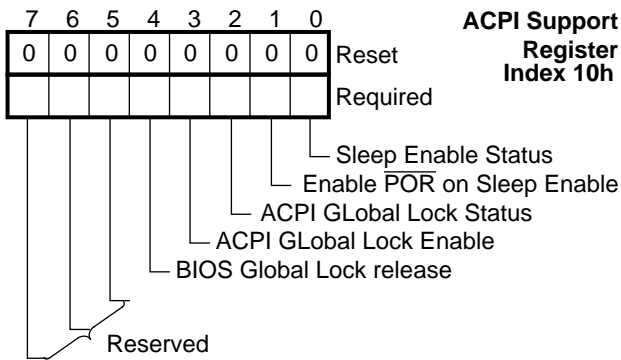 7 6 5 4 3 2 1 0
ACPI Support
Register
Index 10h
0 0 0 0 0 0 0 0 Reset
Required
Sleep Enable Status
Enable POR on Sleep Enable
ACPI GLobal Lock Status
ACPI GLobal Lock Enable
BIOS Global Lock release
Reserved